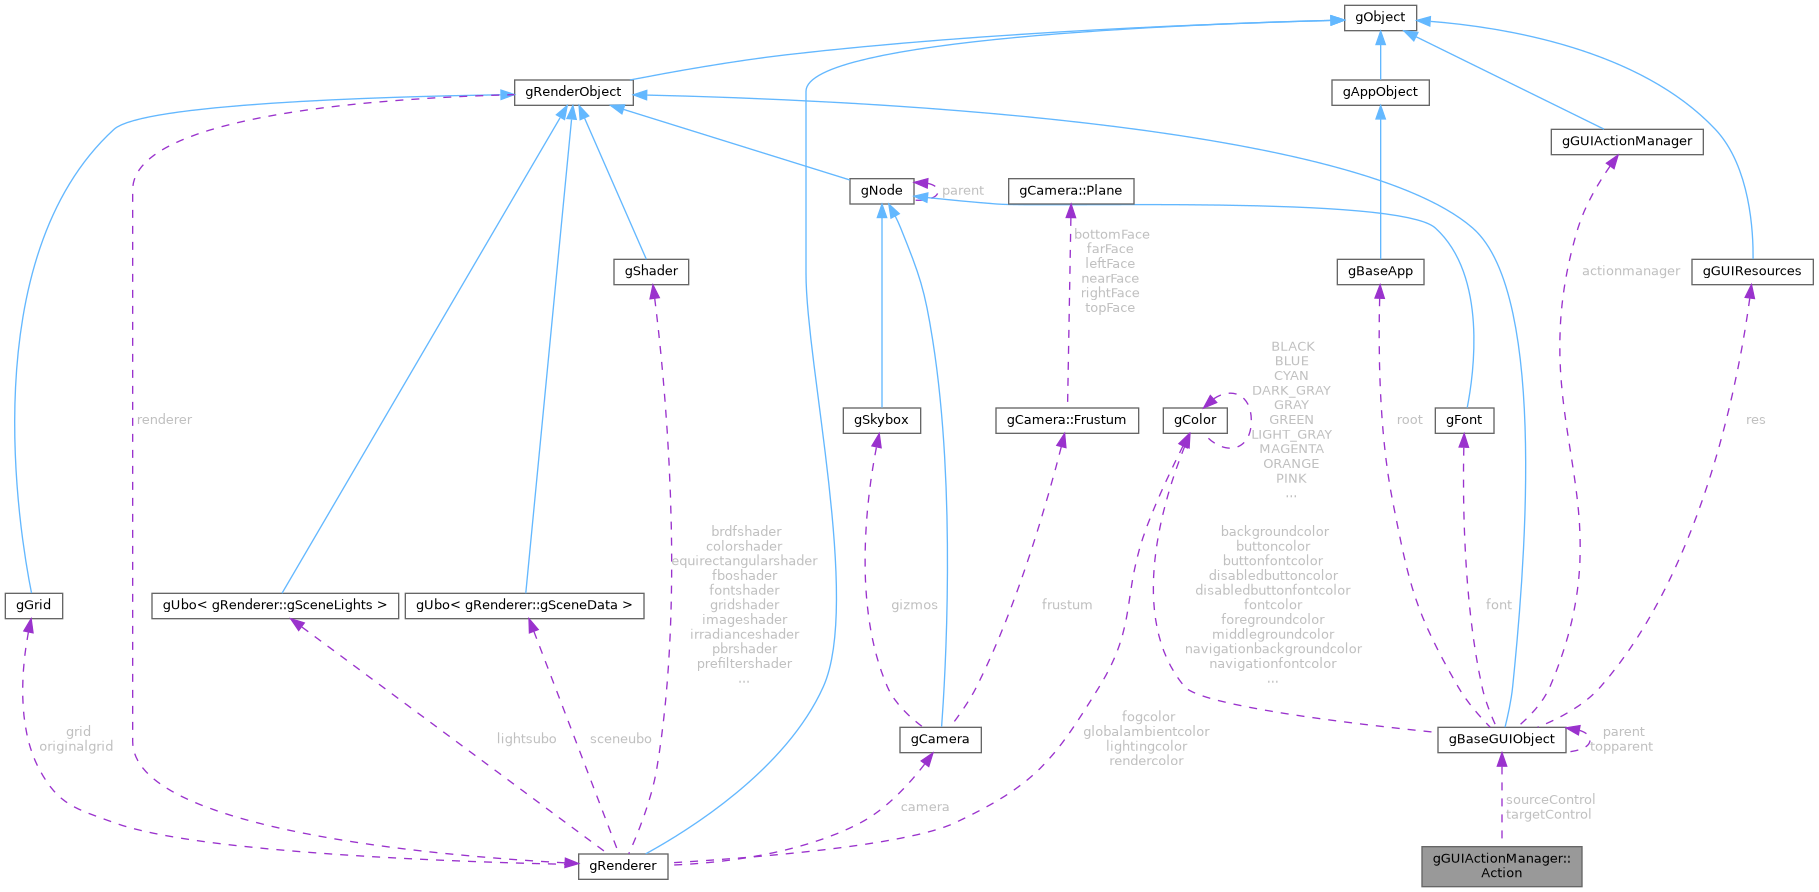 gObject
gRenderObject
gAppObject
gGUIActionManager
gNode
parent
gCamera::Plane
bottomFace
farFace
leftFace
nearFace
rightFace
topFace
gShader
gBaseApp
actionmanager
gGUIResources
BLACK
BLUE
CYAN
DARK_GRAY
GRAY
GREEN
LIGHT_GRAY
MAGENTA
ORANGE
PINK
...
renderer
gSkybox
gCamera::Frustum
gColor
root
gFont
res
brdfshader
colorshader
equirectangularshader
fboshader
fontshader
gridshader
imageshader
irradianceshader
pbrshader
prefiltershader
...
backgroundcolor
buttoncolor
buttonfontcolor
disabledbuttoncolor
disabledbuttonfontcolor
fontcolor
foregroundcolor
middlegroundcolor
navigationbackgroundcolor
navigationfontcolor
...
gGrid
gUbo< gRenderer::gSceneLights >
gUbo< gRenderer::gSceneData >
gizmos
frustum
font
grid
originalgrid
lightsubo
sceneubo
gCamera
fogcolor
globalambientcolor
lightingcolor
rendercolor
gBaseGUIObject
parent
topparent
camera
sourceControl
targetControl
gRenderer
gGUIActionManager::
Action